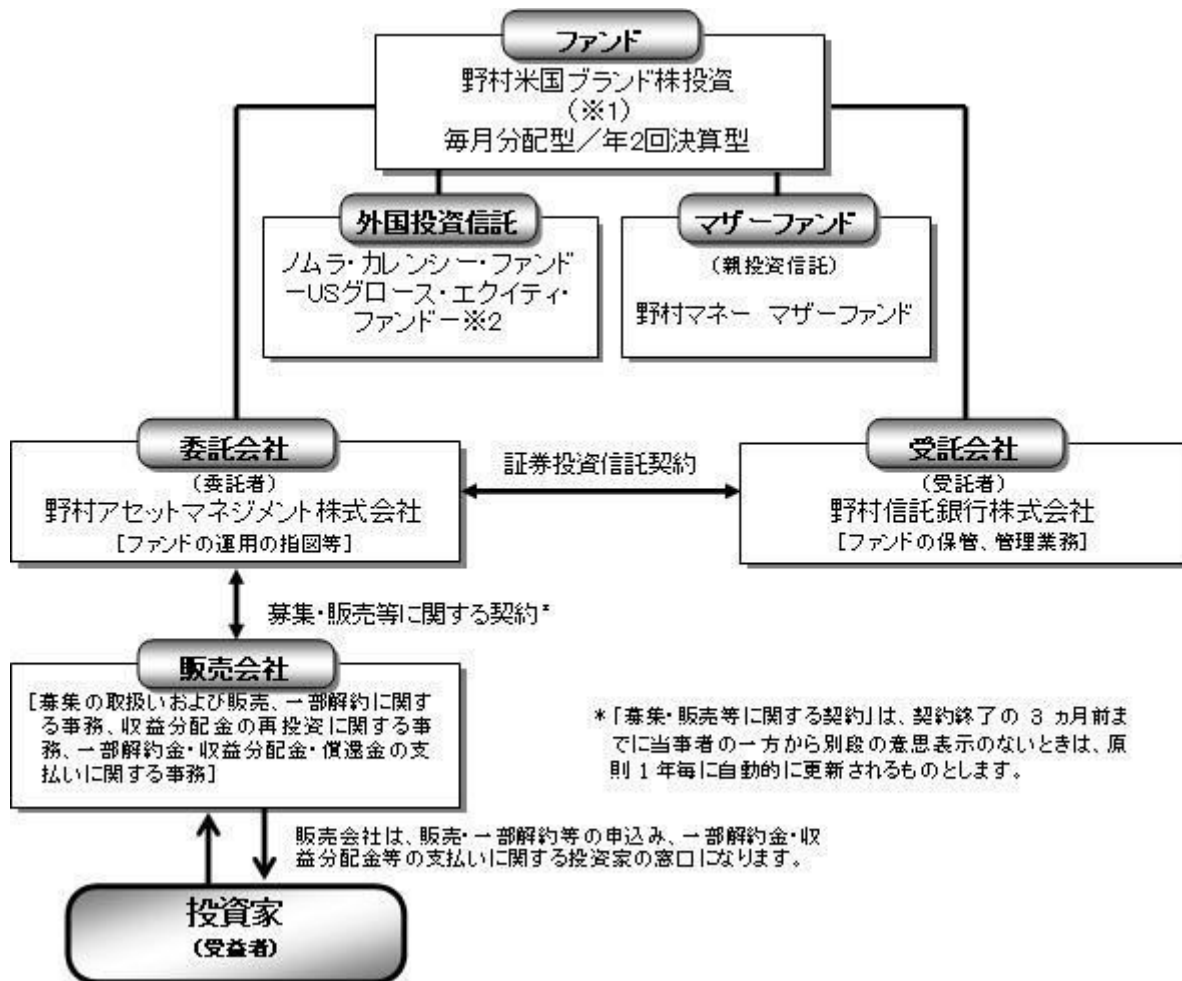 ファンド
野村米国ブランド株投資
(※1)
毎月分配型／年2回決算型
外国投資信託
ノムラ・カレンシー・ファンド
－USグロース・エクイティ・
ファンド－※2
マザーファンド
(親投資信託)
野村マネー マザーファンド
委託会社
(委託者)
野村アセットマネジメント株式会社
[ファンドの運用の指図等]
証券投資信託契約
受託会社
(受託者)
野村信託銀行株式会社
[ファンドの保管、管理業務]
募集・販売等に関する契約*
販売会社
[募集の取扱いおよび販売、一部解約に関す
る事務、収益分配金の再投資に関する事
務、一部解約金・収益分配金・償還金の支
払いに関する事務]
*「募集・販売等に関する契約」は、契約終了の 3 ヵ月前ま
でに当事者の一方から別段の意思表示のないときは、原
則 1 年毎に自動的に更新されるものとします。
販売会社は、販売・一部解約等の申込み、一部解約金・収
益分配金等の支払いに関する投資家の窓口になります。
投資家
(受益者)